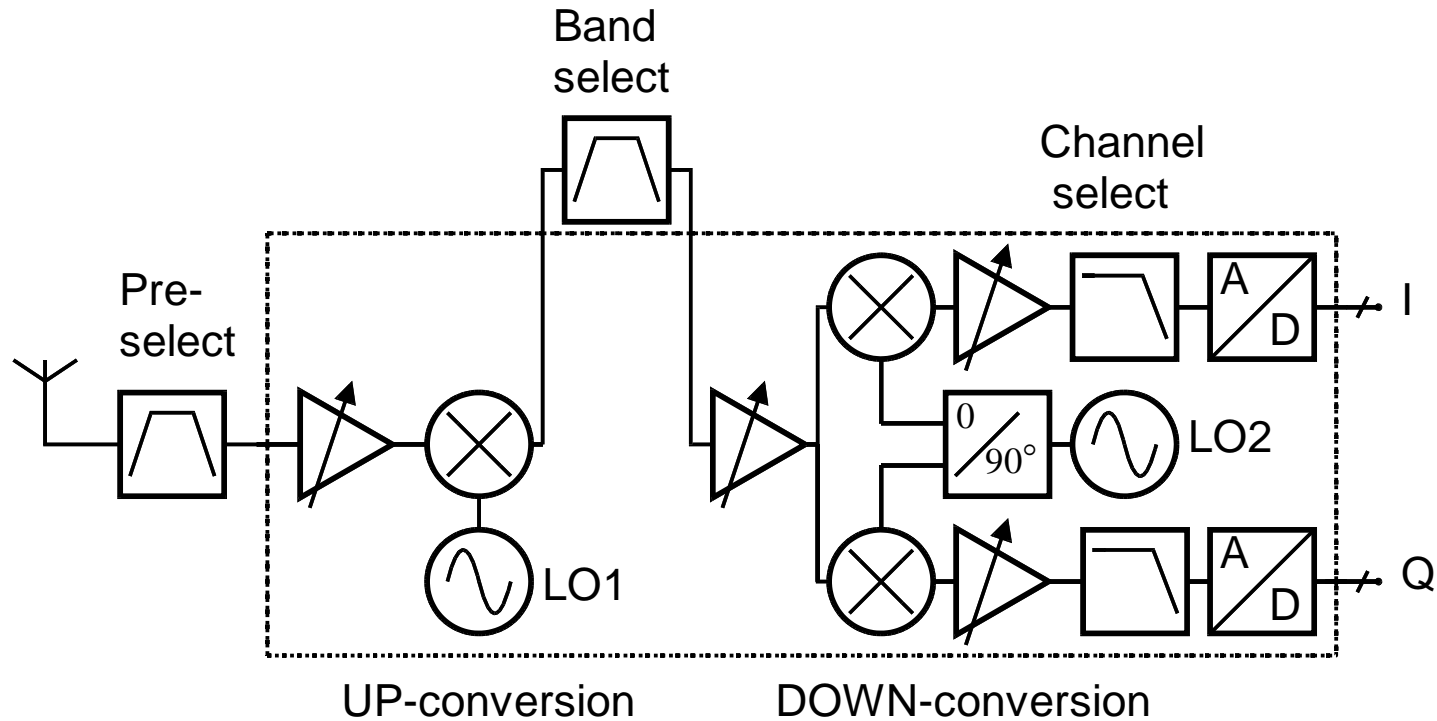 Band
select
Channel
select
Pre-
select
A
D
I
0
90°
LO2
LO1
A
D
Q
UP-conversion
DOWN-conversion